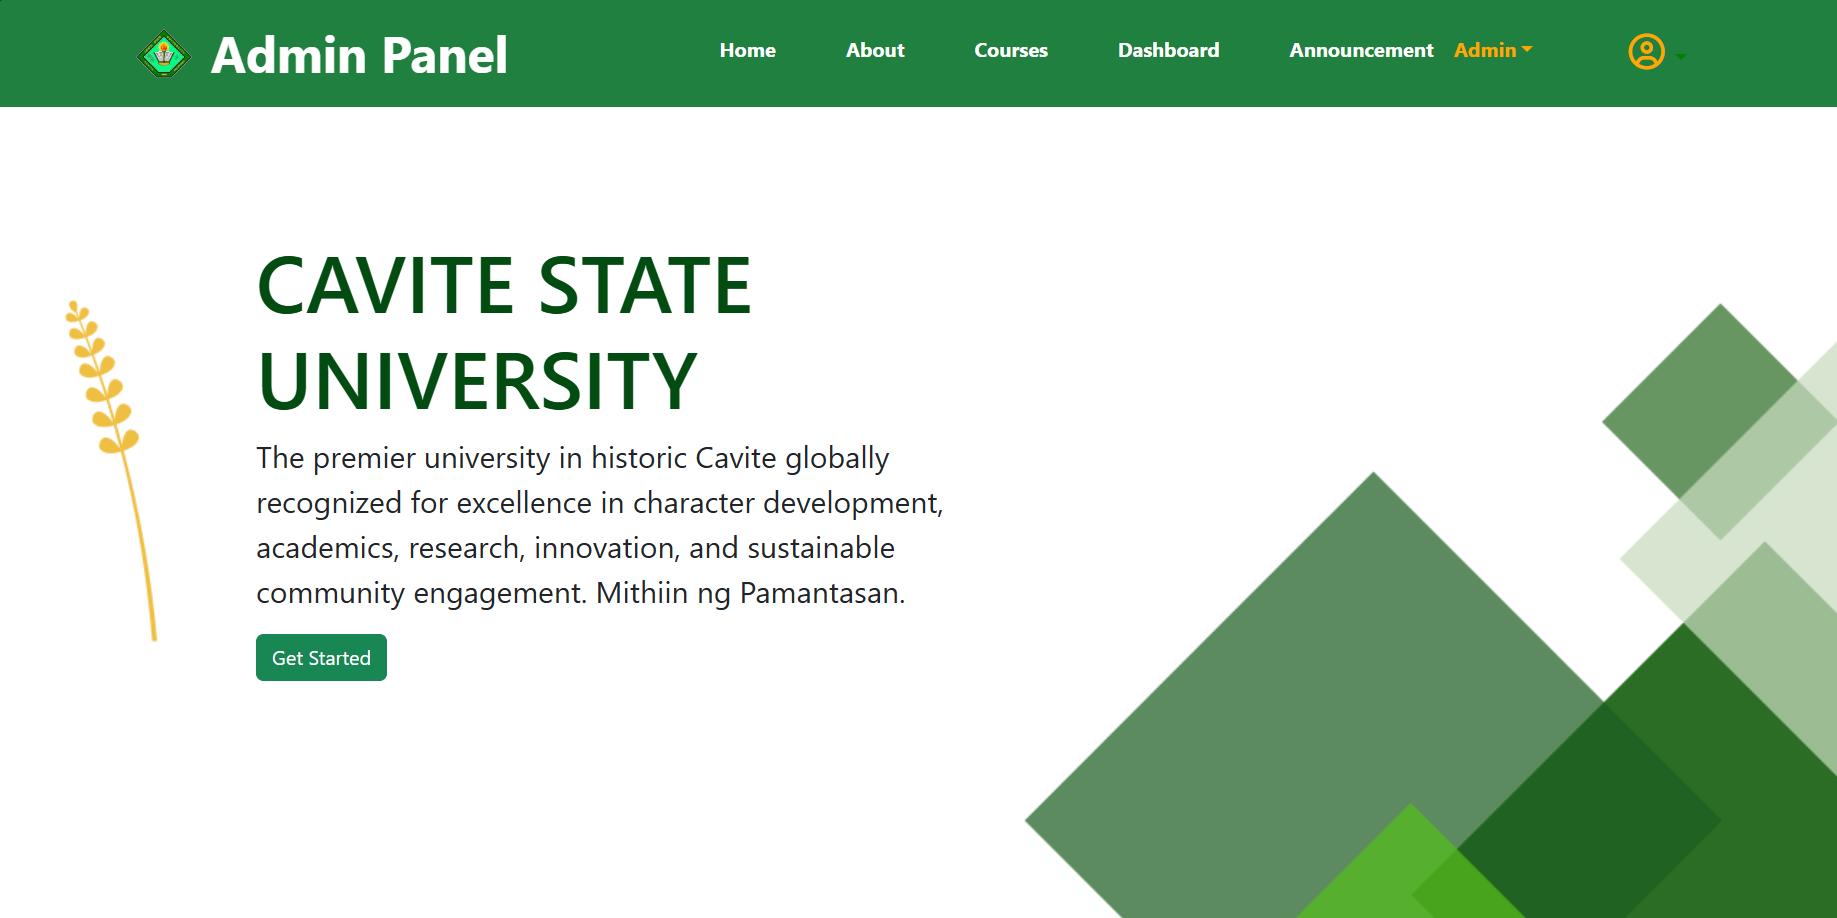 Admin Panel
Home About Courses Dashboard Announcement Admin
CAVITE STATE
UNIVERSITY
The premier university in historic Cavite globally
recognized for excellence in character development,
academics, research, innovation, and sustainable
community engagement. Mithiin ng Pamantasan.
Get Started